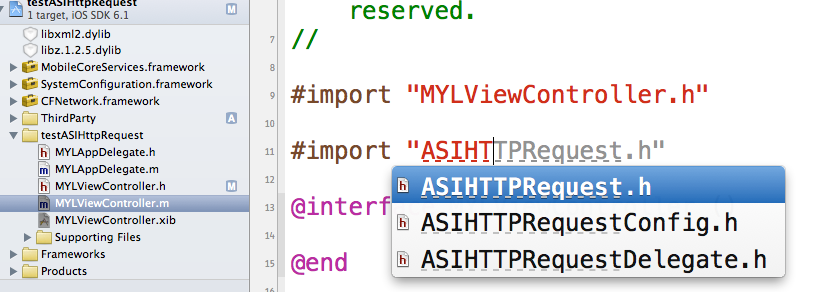 testASIHttpRequest
1 target, iOS SDK 6.1
M
libxml2.dylib
libz.1.2.5.dylib
MobileCoreServices.framework
SystemConfiguration.framework
CFNetwork.framework
ThirdParty
A
testASIHttpRequest
MYLAppDelegate.h
MYLAppDelegate.m
MYLViewController.h
M
MYLViewController.m
MYLViewController.xib
Supporting Files
Frameworks
Products
reserved.
7 //
8
9 #import "MYLViewController.h"
10
11 #import "ASIHTTPRequest.h"
12
h ASIHTTPRequest.h
13 @interf
h ASIHTTPRequestConfig.h
14
15 @end
h ASIHTTPRequestDelegate.h
16